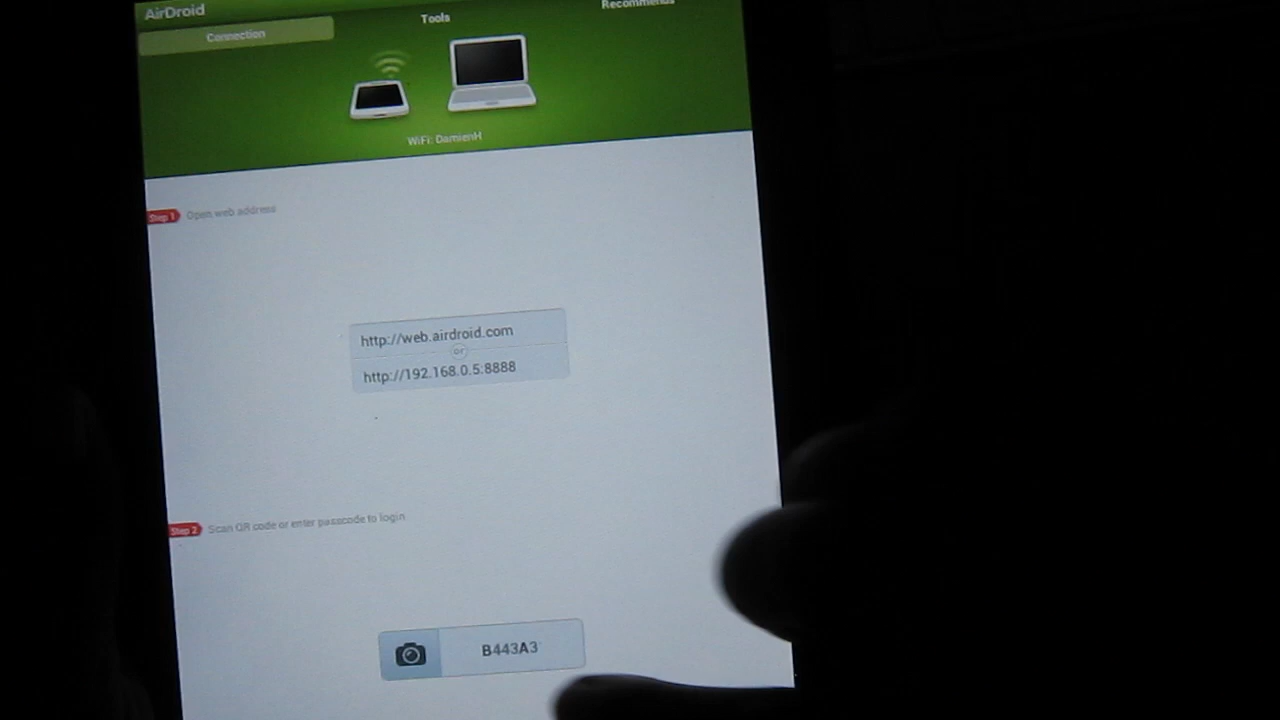 AirDroid
Connection
Tools
Recommends
WiFi: DamienH
Step 1 Open web address
http://web.airdroid.com
or
http://192.168.0.5:8888
Step 2 Scan QR code or enter passcode to login
B443A3